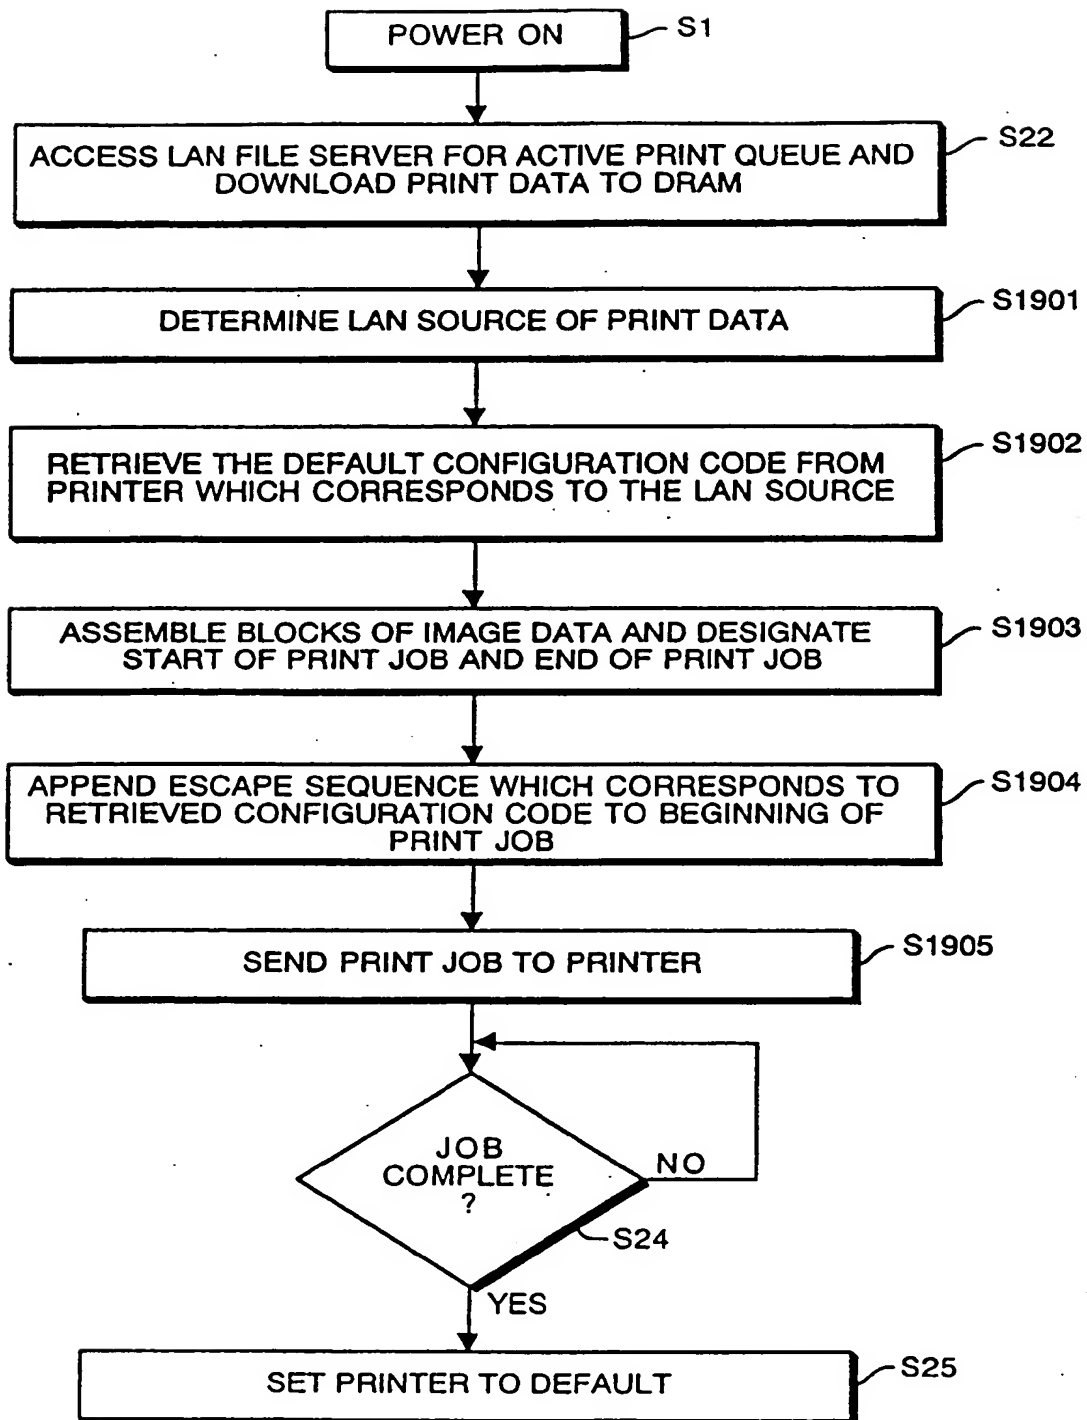 POWER ON
S1
ACCESS LAN FILE SERVER FOR ACTIVE PRINT QUEUE AND
DOWNLOAD PRINT DATA TO DRAM
S22
DETERMINE LAN SOURCE OF PRINT DATA
S1901
RETRIEVE THE DEFAULT CONFIGURATION CODE FROM
PRINTER WHICH CORRESPONDS TO THE LAN SOURCE
S1902
ASSEMBLE BLOCKS OF IMAGE DATA AND DESIGNATE
START OF PRINT JOB AND END OF PRINT JOB
S1903
APPEND ESCAPE SEQUENCE WHICH CORRESPONDS TO
RETRIEVED CONFIGURATION CODE TO BEGINNING OF
PRINT JOB
S1904
SEND PRINT JOB TO PRINTER
S1905
JOB
COMPLETE
?
NO
S24
YES
SET PRINTER TO DEFAULT
S25